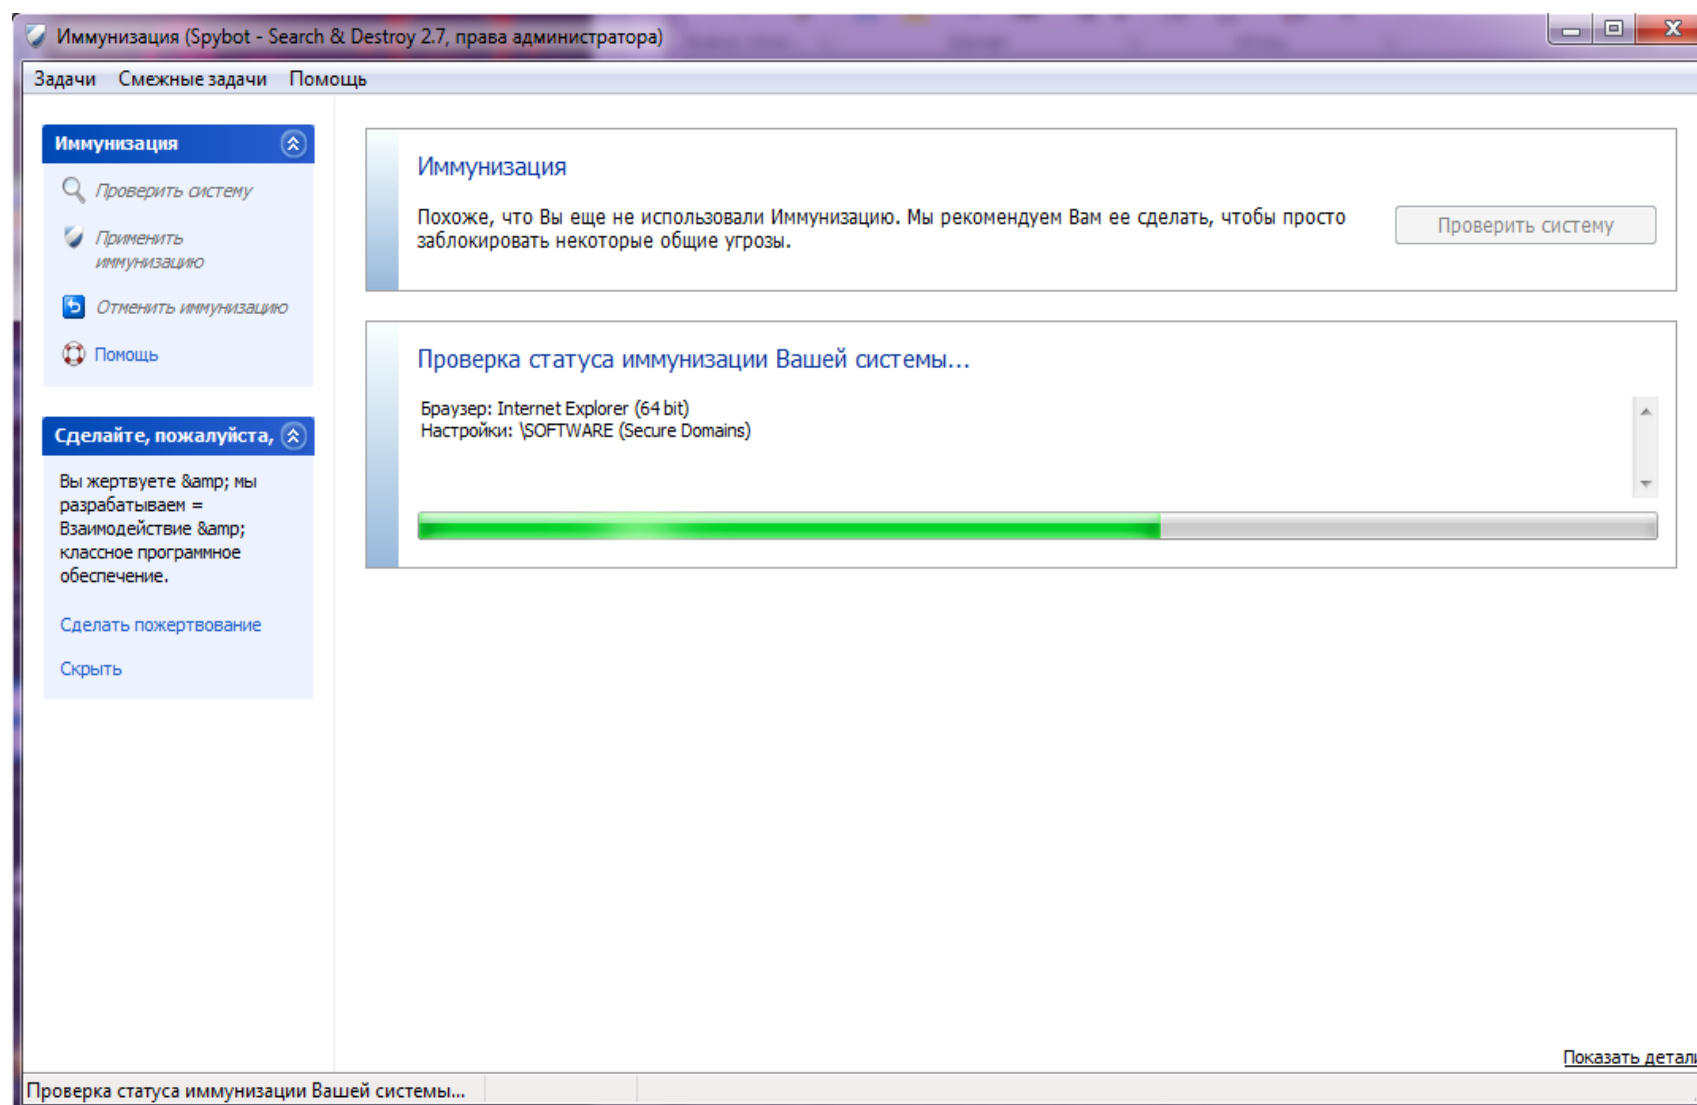 Иммунизация (Spybot - Search & Destroy 2.7, права администратора)
Задачи Смежные задачи Помощь
Иммунизация
Проверить систему
Применить
иммунизацию
Отменить иммунизацию
Помощь
Сделайте, пожалуйста,
Вы жертвуете &amp; мы
разрабатываем =
Взаимодействие &amp;
классное программное
обеспечение.
Сделать пожертвование
Скрыть
Иммунизация
Похоже, что Вы еще не использовали Иммунизацию. Мы рекомендуем Вам ее сделать, чтобы просто
заблокировать некоторые общие угрозы.
Проверить систему
Проверка статуса иммунизации Вашей системы...
Браузер: Internet Explorer (64 bit)
Настройки: \SOFTWARE (Secure Domains)
Показать детали
Проверка статуса иммунизации Вашей системы...